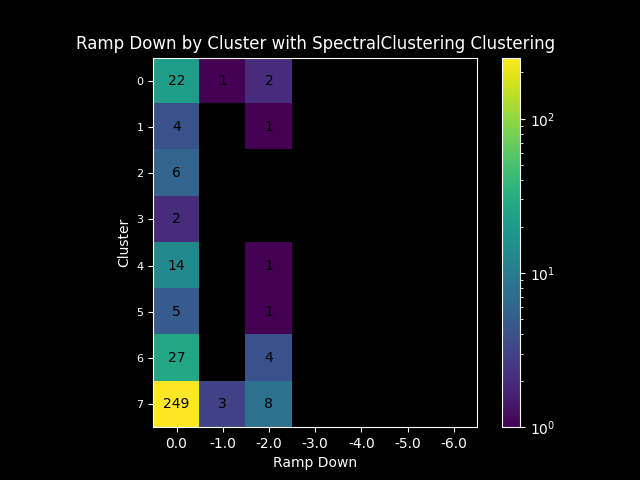 Ramp Down by Cluster with SpectralClustering Clustering
Cluster
0 22 1 2
1 4 1
2 6
3 2
4 14 1
5 5 1
6 27 4
7 249 3 8
0.0 -1.0 -2.0 -3.0 -4.0 -5.0 -6.0
Ramp Down
10²
10¹
10⁰